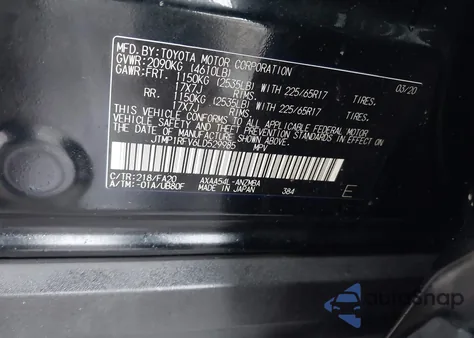 MFD.BY:TOYOTA MOTOR CORPORATION 03/20
GVWR:2090KG (4610LB)
GAWR:FRT. 1150KG (2535LB) WITH 225/65R17 TIRES.
17X7J RIMS
RR. 1150KG (2535LB) WITH 225/65R17 TIRES.
17X7J RIMS
THIS VEHICLE CONFORMS TO ALL APPLICABLE FEDERAL MOTOR
VEHICLE SAFETY AND THEFT PREVENTION STANDARDS IN EFFECT ON
THE DATE OF MANUFACTURE SHOWN ABOVE.
JTMP1RFV6LD529985 MPV
C/TR:218/FA20 AXAA54L-ANZMBA
A/TM:-01A/UB80F MADE IN JAPAN 384 E
autoSnap